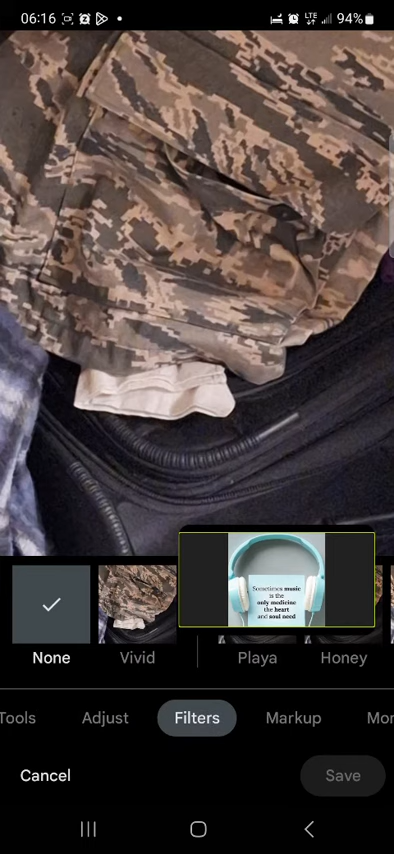 06:16 LTE 94%
Sometimes music
is the
only medicine
the heart
and soul need
None Vivid Playa Honey
Tools Adjust Filters Markup Mor
Cancel Save